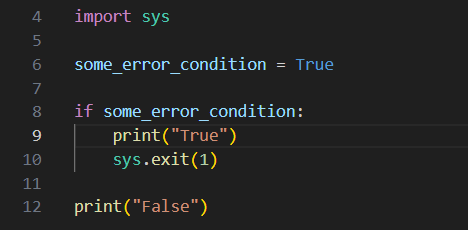 4 import sys
5
6 some_error_condition = True
7
8 if some_error_condition:
9     print("True")
10     sys.exit(1)
11
12 print("False")